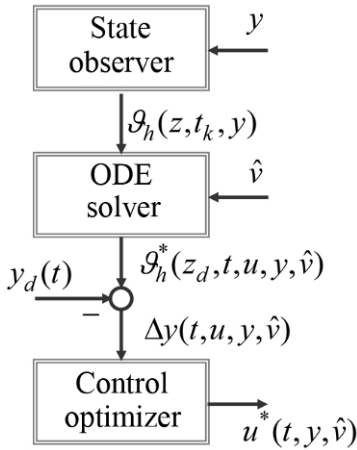 State
observer
y
ϑ_h(z,t_k,y)
ODE
solver
v̂
y_d(t)
ϑ_h^*(z_d,t,u,y,v̂)
−
Δy(t,u,y,v̂)
Control
optimizer
u^*(t,y,v̂)